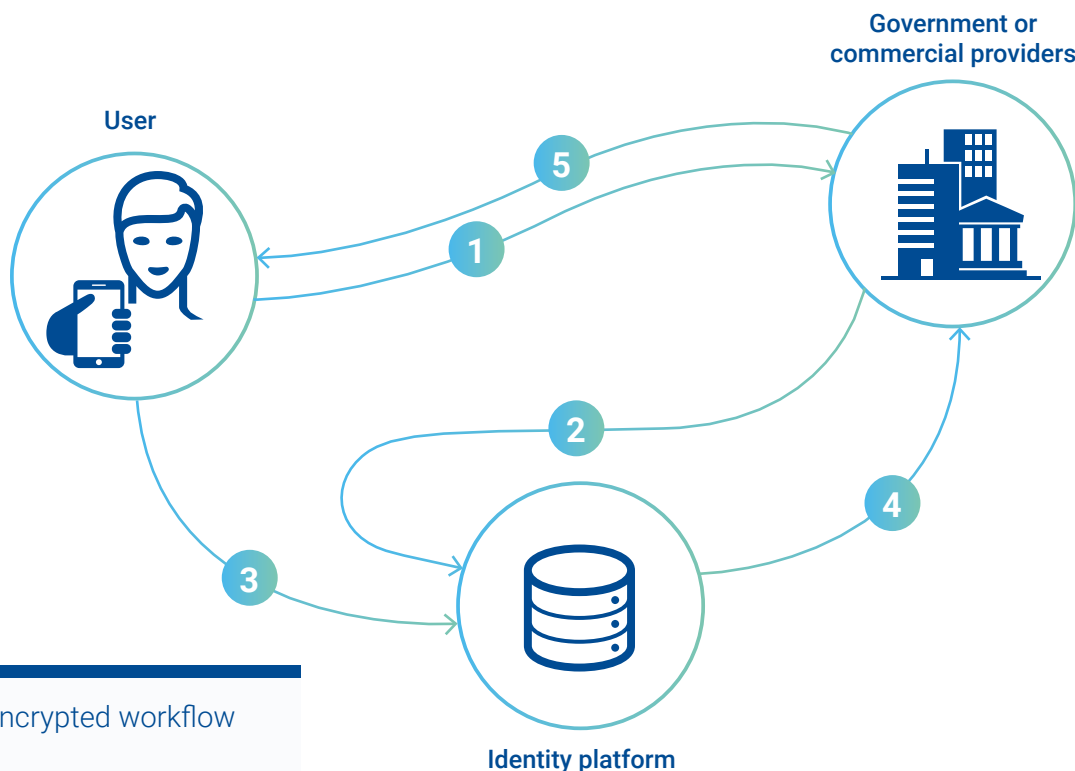 Government or
commercial providers
User
5
1
2
4
3
ncrypted workflow
Identity platform